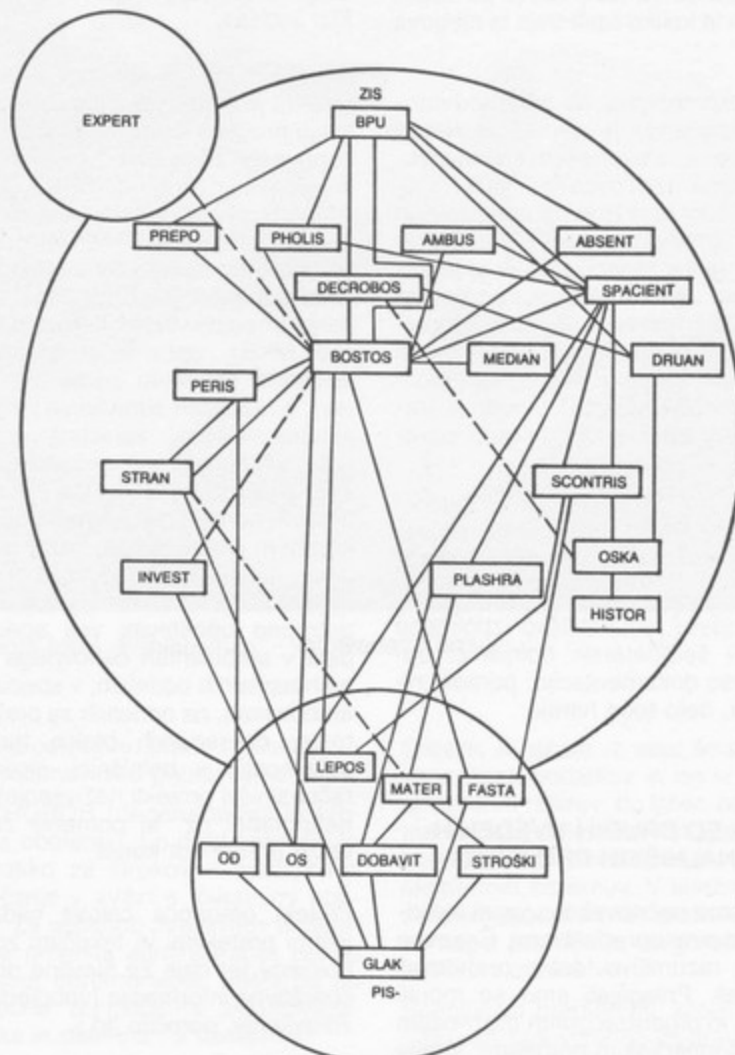 EXPERT
ZIS
BPU
PREPO
PHOLIS
AMBUS
ABSENT
DECROBOS
SPACIENT
BOSTOS
MEDIAN
DRUAN
PERIS
STRAN
SCONTRIS
OSKA
INVEST
PLASHRA
HISTOR
LEPOS
MATER
FASTA
OD
OS
DOBAVIT
STROŠKI
GLAK
PIS-